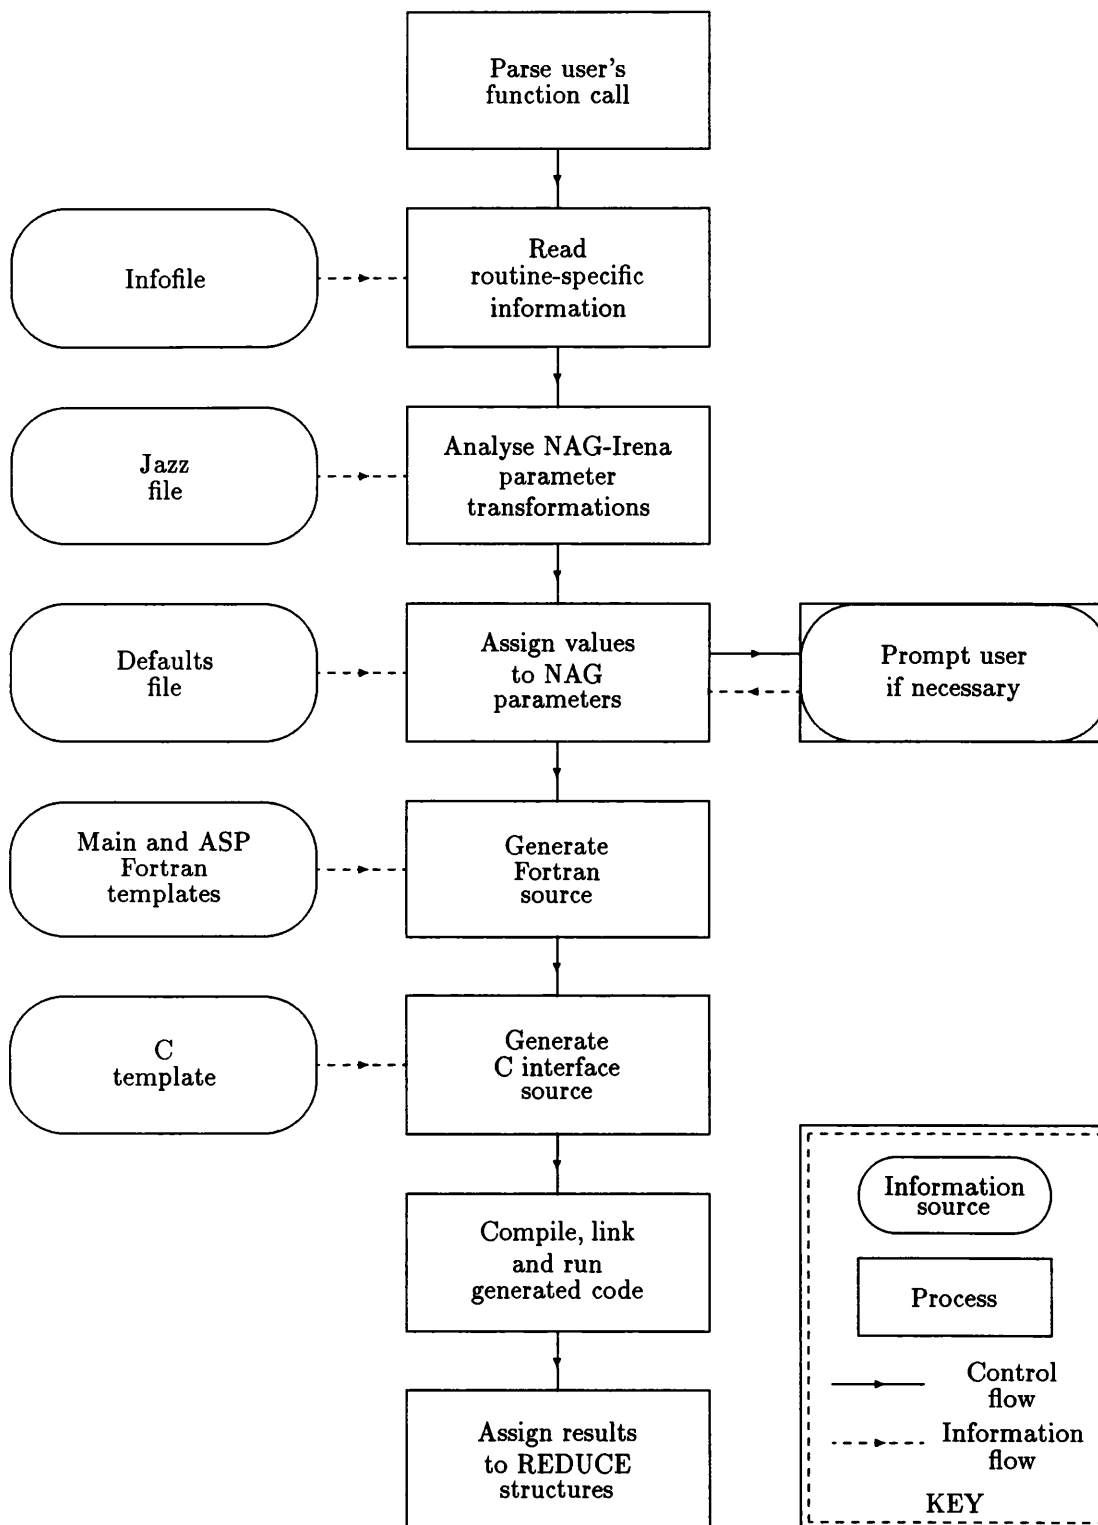 Parse user's
function call
Infofile
Read
routine-specific
information
Jazz
file
Analyse NAG-Irena
parameter
transformations
Defaults
file
Assign values
to NAG
parameters
Prompt user
if necessary
Main and ASP
Fortran
templates
Generate
Fortran
source
C
template
Generate
C interface
source
Compile, link
and run
generated code
Assign results
to REDUCE
structures
Information
source
Process
Control
flow
Information
flow
KEY